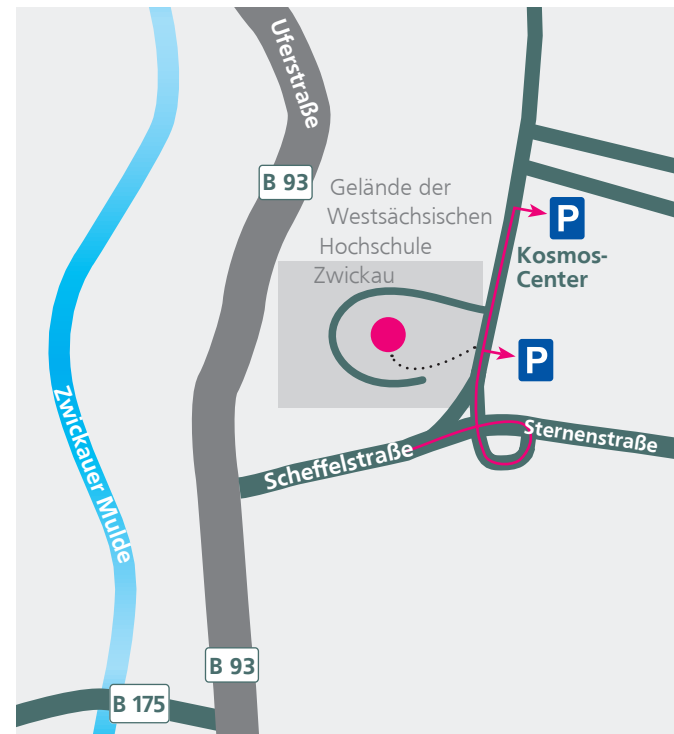 Uferstraße
B 93
Gelände der
Westsächsischen
Hochschule
Zwickau
P
Kosmos-
Center
P
Zwickauer Mulde
Scheffelstraße
Sternenstraße
B 93
B 175